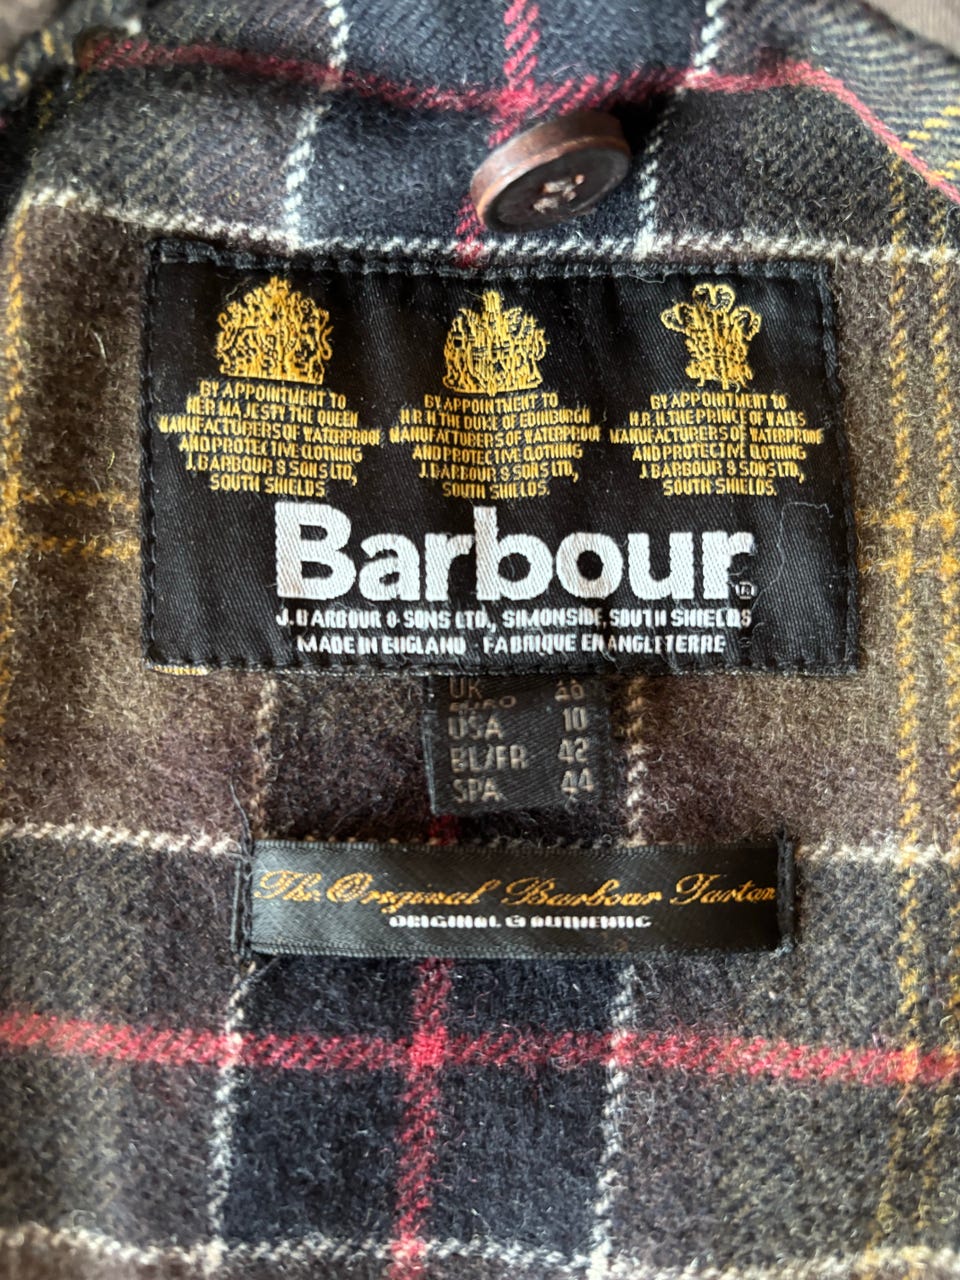 BY APPOINTMENT TO
HER MAJESTY THE QUEEN
MANUFACTURERS OF WATERPROOF
AND PROTECTIVE CLOTHING
J. BARBOUR & SONS LTD,
SOUTH SHIELDS
BY APPOINTMENT TO
H.R.H. THE DUKE OF EDINBURGH
MANUFACTURERS OF WATERPROOF
AND PROTECTIVE CLOTHING
J. BARBOUR & SONS LTD,
SOUTH SHIELDS.
BY APPOINTMENT TO
H.R.H. THE PRINCE OF WALES
MANUFACTURERS OF WATERPROOF
AND PROTECTIVE CLOTHING
J. BARBOUR & SONS LTD,
SOUTH SHIELDS.
Barbour
J. BARBOUR & SONS LTD., SIMONSIDE, SOUTH SHIELDS
MADE IN ENGLAND · FABRIQUE EN ANGLETERRE
UK
USA 10
BL/FR 42
SPA 44
The Original Barbour Tartan
ORIGINAL & AUTHENTIC